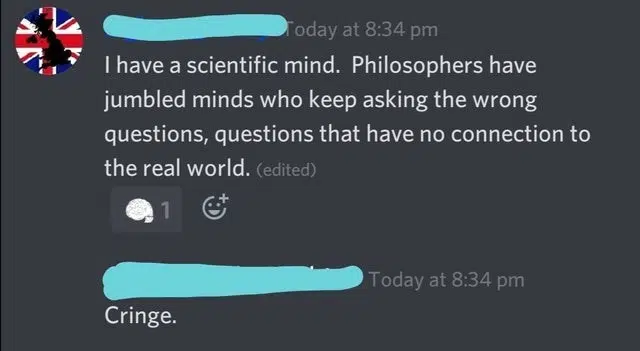 Today at 8:34 pm
I have a scientific mind. Philosophers have
jumbled minds who keep asking the wrong
questions, questions that have no connection to
the real world. (edited)
1
Today at 8:34 pm
Cringe.